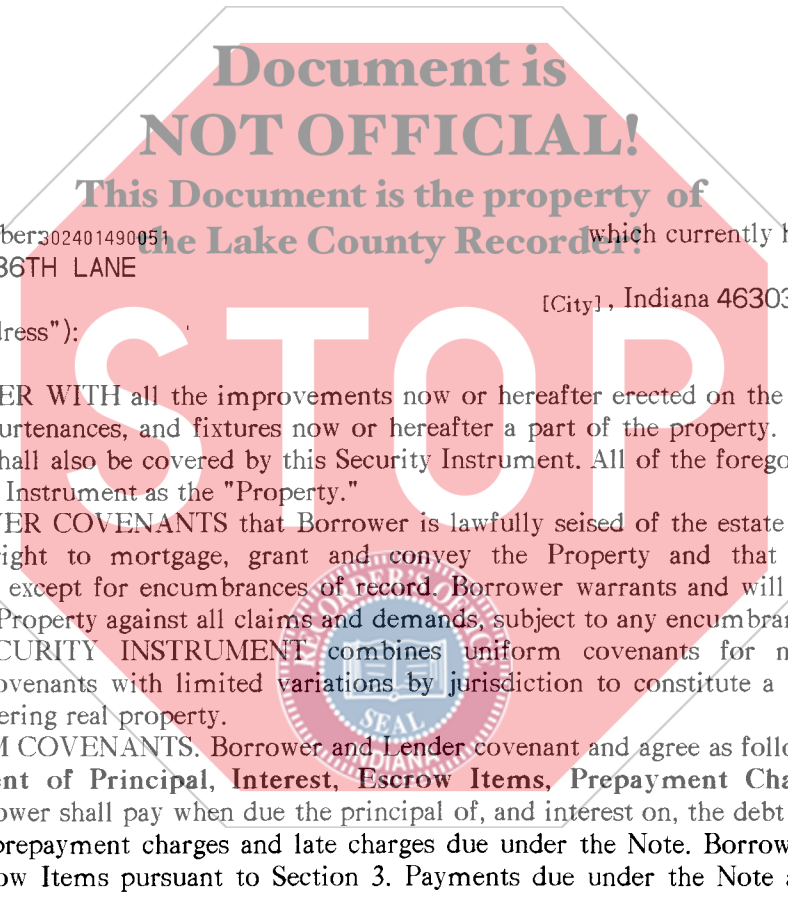 Document is
NOT OFFICIAL!
This Document is the property of
the Lake County Recorder!
ber302401490051 which currently h
36TH LANE
[City], Indiana 46303
dress"):
STOP
ER WITH all the improvements now or hereafter erected on the
urtenances, and fixtures now or hereafter a part of the property.
hall also be covered by this Security Instrument. All of the forego
Instrument as the "Property."
ER COVENANTS that Borrower is lawfully seised of the estate
ight to mortgage, grant and convey the Property and that
except for encumbrances of record. Borrower warrants and will
Property against all claims and demands, subject to any encumbran
CURITY INSTRUMENT combines uniform covenants for n
ovenants with limited variations by jurisdiction to constitute a
ering real property.
RECORDER'S OFFICE
SEAL
INDIANA
M COVENANTS. Borrower and Lender covenant and agree as follo
ent of Principal, Interest, Escrow Items, Prepayment Cha
ower shall pay when due the principal of, and interest on, the debt
prepayment charges and late charges due under the Note. Borrow
ow Items pursuant to Section 3. Payments due under the Note a